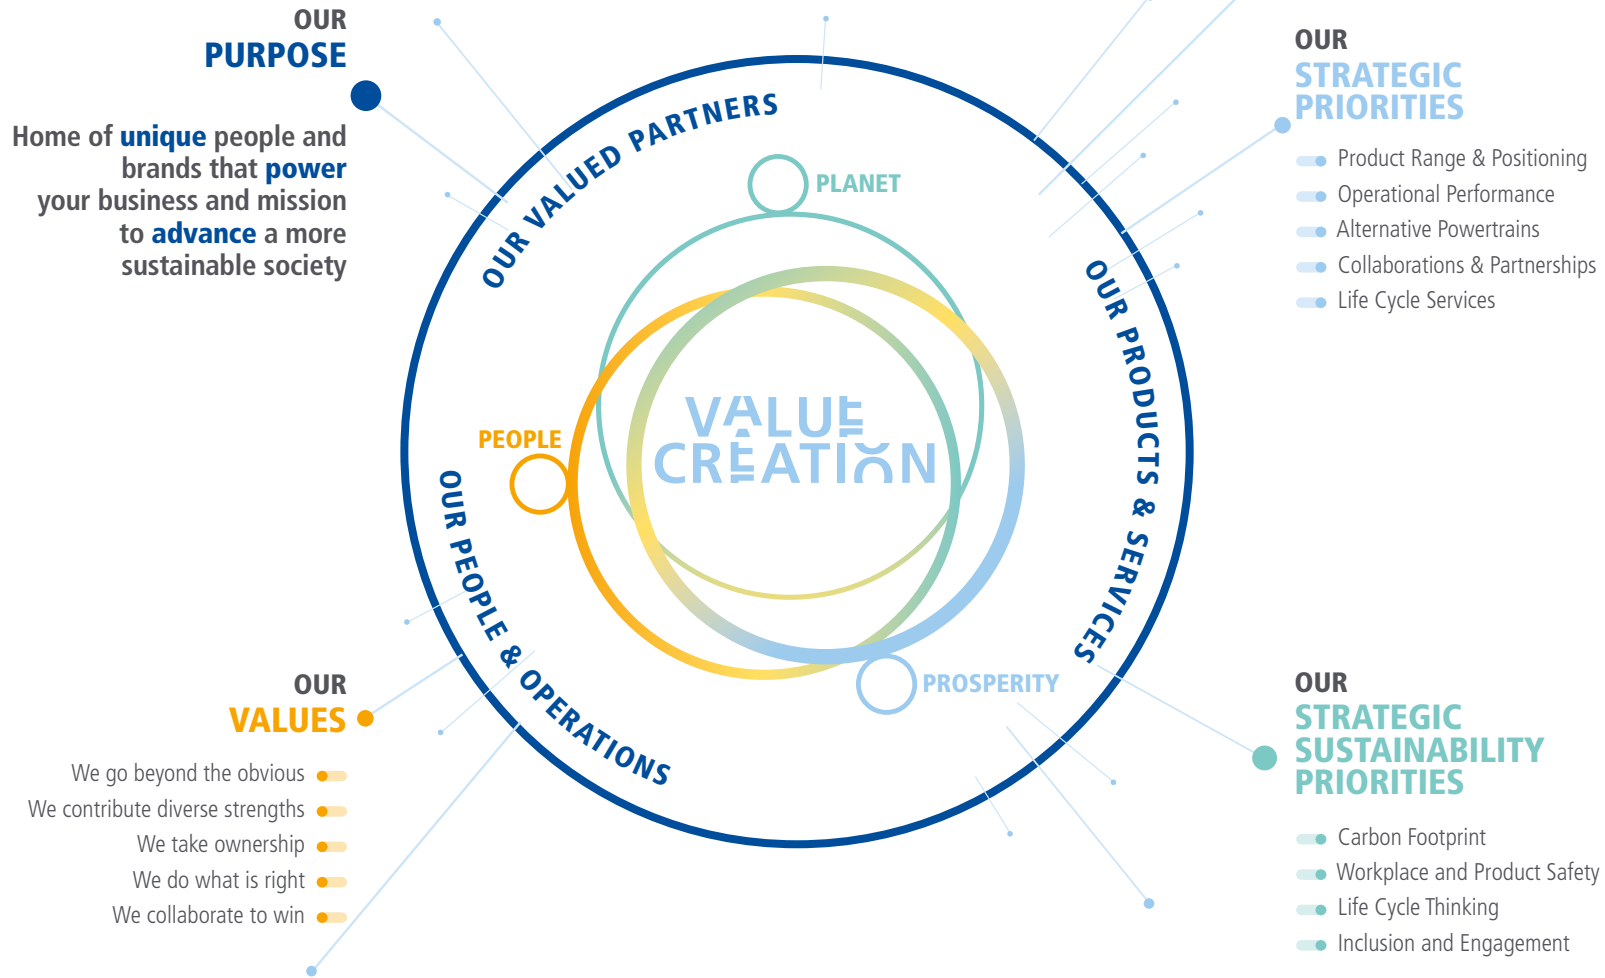 OUR
PURPOSE
Home of unique people and
brands that power
your business and mission
to advance a more
sustainable society
OUR VALUED PARTNERS
PLANET
PEOPLE
VALUE
CREATION
PROSPERITY
OUR PRODUCTS & SERVICES
OUR PEOPLE & OPERATIONS
OUR
STRATEGIC
PRIORITIES
Product Range & Positioning
Operational Performance
Alternative Powertrains
Collaborations & Partnerships
Life Cycle Services
OUR
VALUES
We go beyond the obvious
We contribute diverse strengths
We take ownership
We do what is right
We collaborate to win
OUR
STRATEGIC
SUSTAINABILITY
PRIORITIES
Carbon Footprint
Workplace and Product Safety
Life Cycle Thinking
Inclusion and Engagement